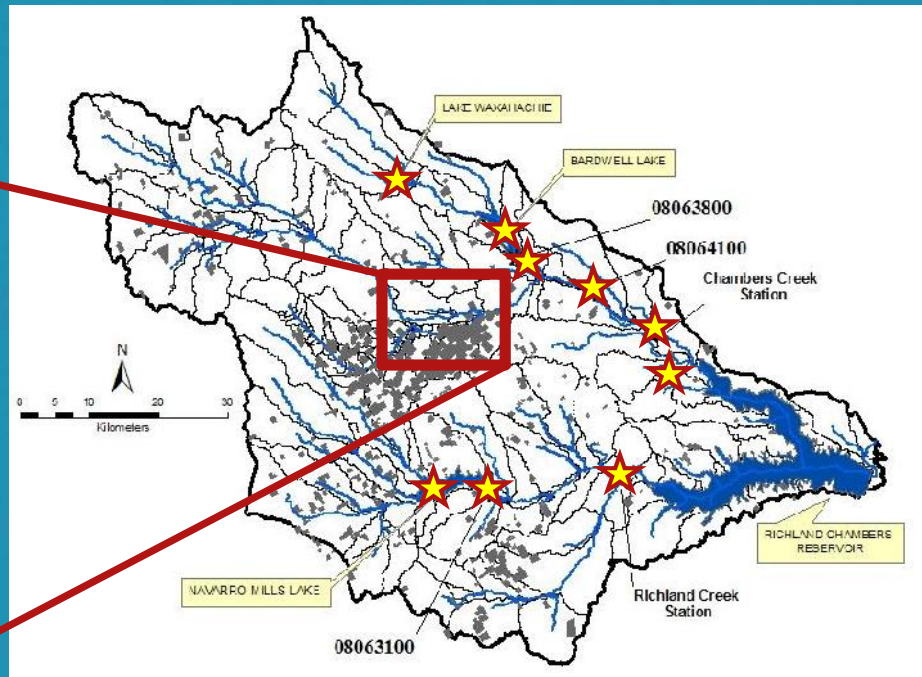 LAKE WAXAHACHIE
BARDWELL LAKE
08063800
08064100
Chambers Creek
Station
N
0 5 10 20 30
Kilometers
RICHLAND CHAMBERS
RESERVOIR
NAVARRO MILLS LAKE
Richland Creek
Station
08063100